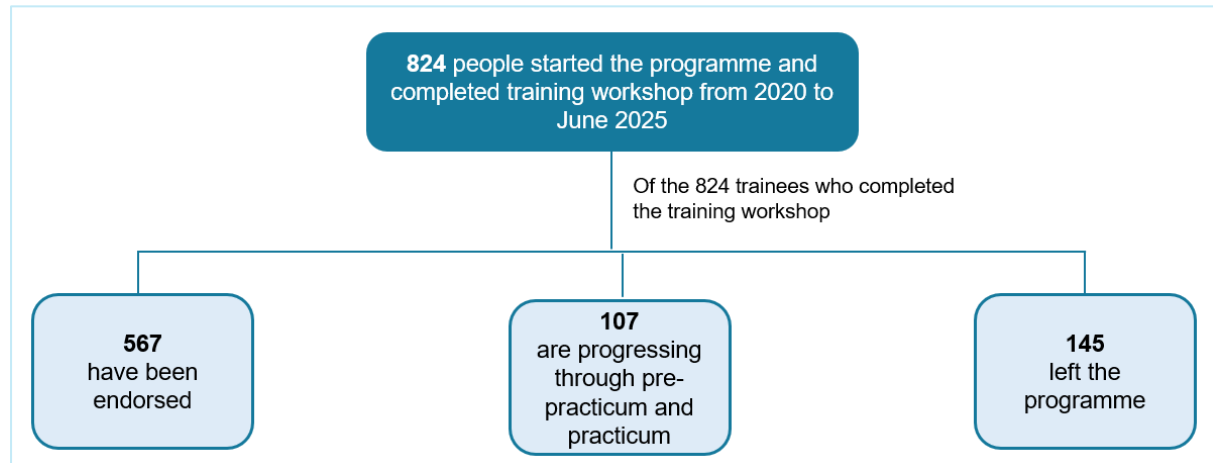 824 people started the programme and
completed training workshop from 2020 to
June 2025
Of the 824 trainees who completed
the training workshop
567
have been
endorsed
107
are progressing
through pre-
practicum and
practicum
145
left the
programme